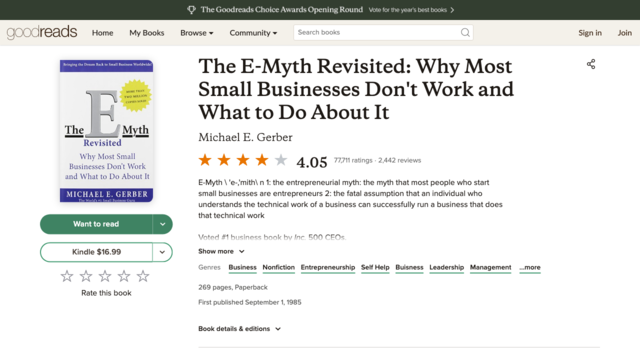 The Goodreads Choice Awards Opening Round Vote for the year's best books
goodreads Home My Books Browse Community Search books Sign in Join
Bringing the Dream Back to Small Business Worldwide!
The E Myth
Revisited
Why Most
Small Businesses
Don't Work and
What to Do About It
MICHAEL E. GERBER
The World's #1 Small Business Guru
Want to read
Kindle $16.99
Rate this book
The E-Myth Revisited: Why Most
Small Businesses Don't Work and
What to Do About It
Michael E. Gerber
4.05 77,711 ratings · 2,442 reviews
E-Myth \ 'e-,'mith\ n 1: the entrepreneurial myth: the myth that most people who start
small businesses are entrepreneurs 2: the fatal assumption that an individual who
understands the technical work of a business can successfully run a business that does
that technical work
Voted #1 business book by Inc. 500 CEOs.
Show more
Genres Business Nonfiction Entrepreneurship Self Help Buisness Leadership Management ...more
269 pages, Paperback
First published September 1, 1985
Book details & editions